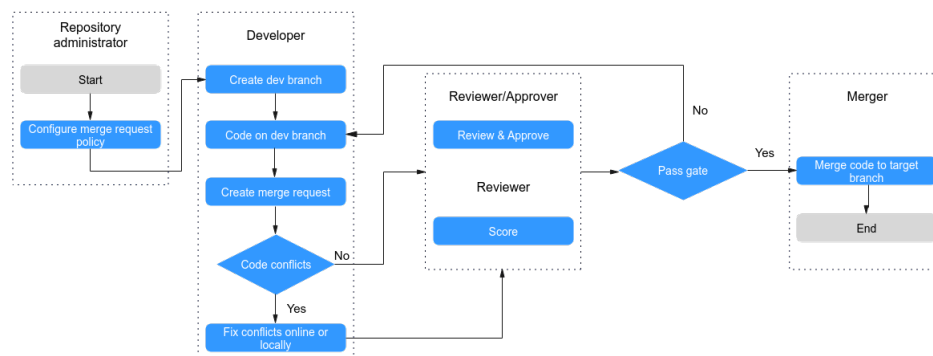 Repository
administrator
Start
Configure merge request
policy
Developer
Create dev branch
Code on dev branch
Create merge request
Code conflicts
No
Yes
Fix conflicts online or
locally
Reviewer/Approver
Review & Approve
Reviewer
Score
Pass gate
No
Yes
Merger
Merge code to target
branch
End